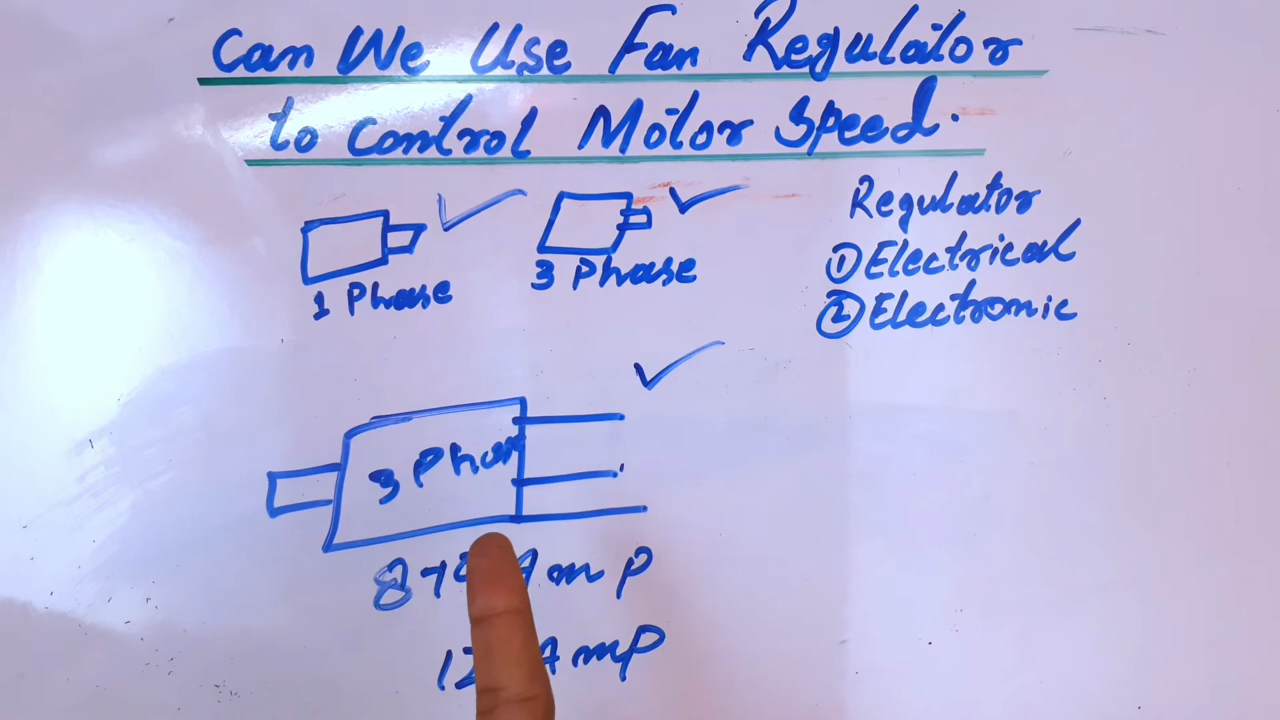 Can We Use Fan Regulator
to Control Motor Speed.
1 Phase
3 Phase
Regulator
① Electrical
② Electronic
3 Phase
Amp
Amp